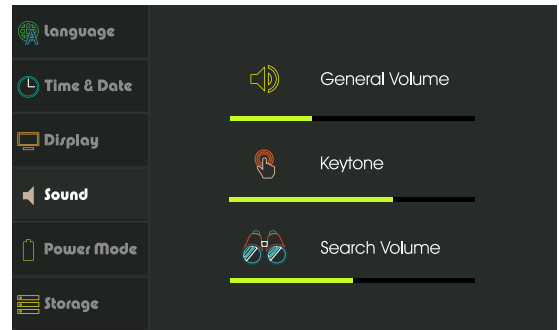 Language
Time & Date
Display
Sound
Power Mode
Storage
General Volume
Keytone
Search Volume